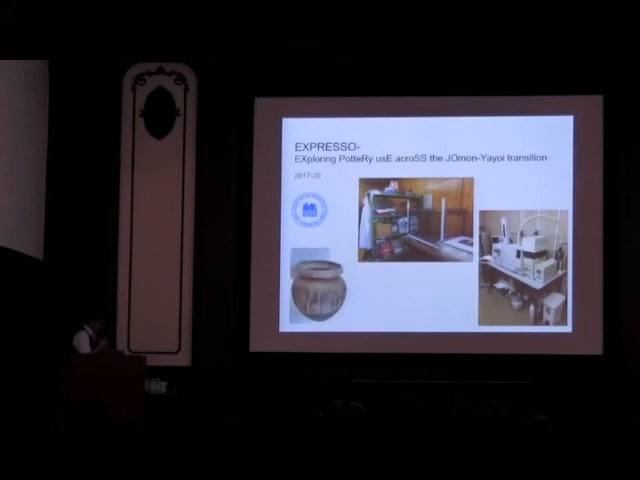 EXPRESSO-
EXploring PotteRy usE acroSS the JOmon-Yayoi transition
2017-20